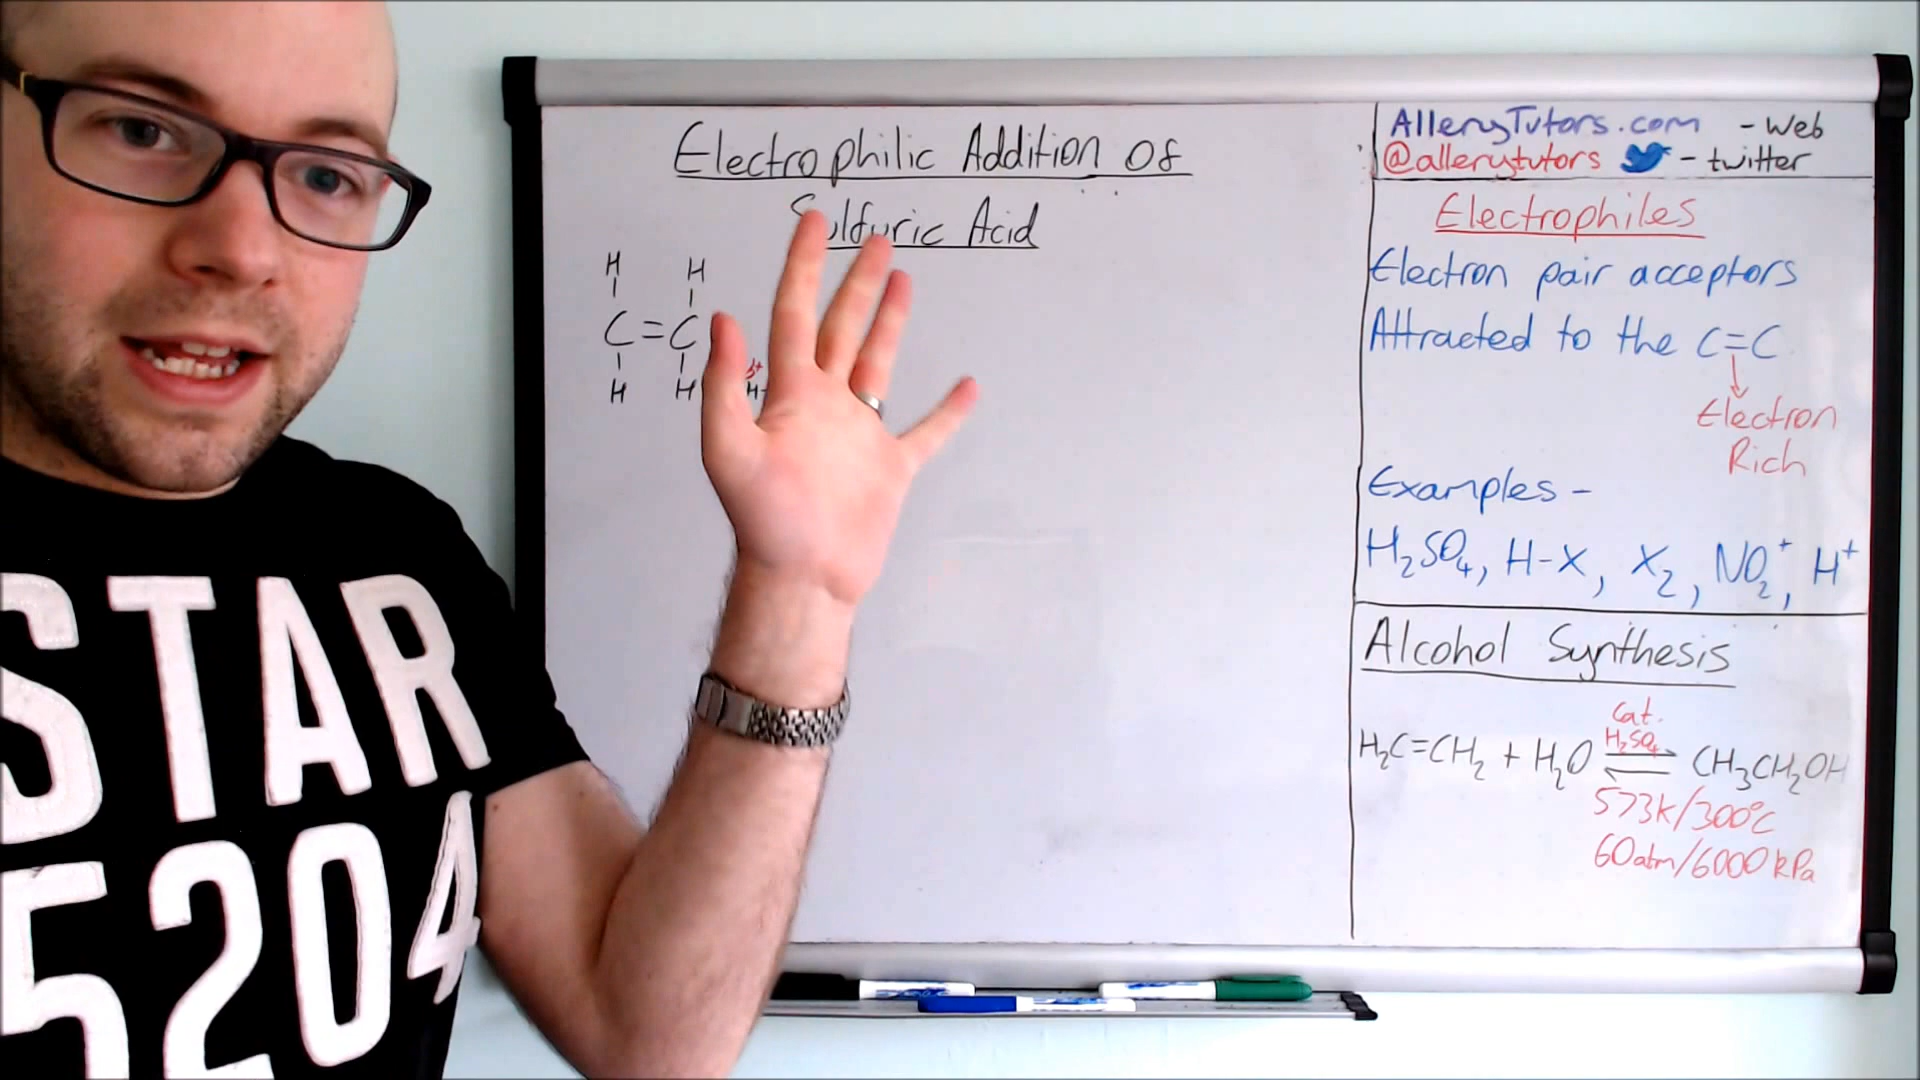 Electrophilic Addition Of
Sulfuric Acid
H H
C=C
H H H-
δ+
AlleryTutors.com - Web
@allerytutors - twitter
Electrophiles
Electron pair acceptors
Attracted to the C=C
Electron
Rich
Examples -
H₂SO₄, H-X, X₂, NO₂⁺, H⁺
Alcohol Synthesis
Cat.
H₂SO₄
H₂C=CH₂ + H₂O ⇌ CH₃CH₂OH
573K/300°C
60atm/6000kPa
STAR
5204